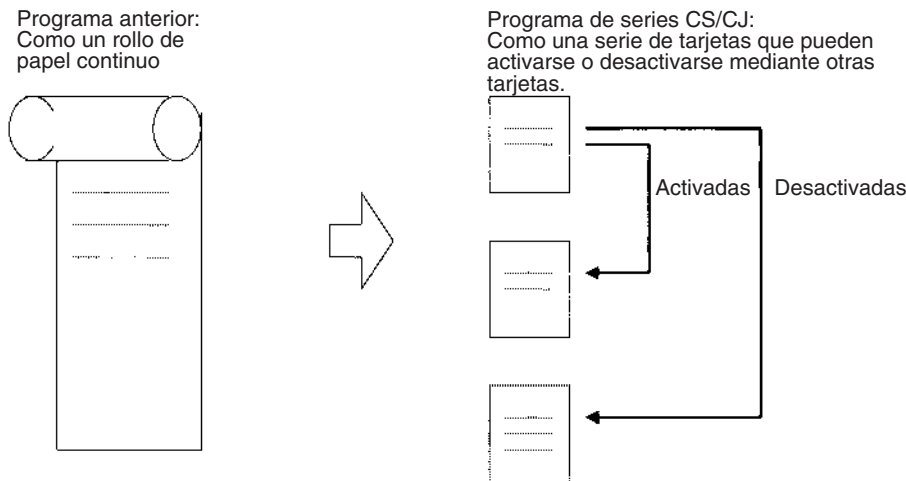 Programa anterior:
Como un rollo de
papel continuo
Programa de series CS/CJ:
Como una serie de tarjetas que pueden
activarse o desactivarse mediante otras
tarjetas.
Activadas
Desactivadas